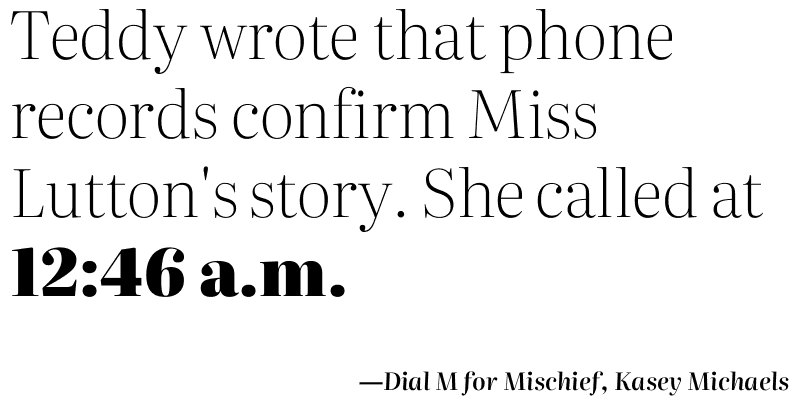 Teddy wrote that phone
records confirm Miss
Lutton's story. She called at
12:46 a.m.
—Dial M for Mischief, Kasey Michaels